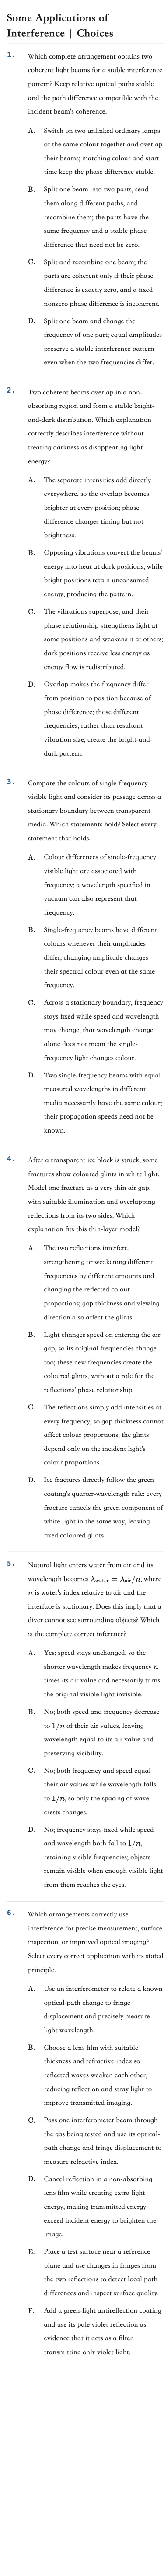 Some Applications of
Interference | Choices
1.
Which complete arrangement obtains two
coherent light beams for a stable interference
pattern? Keep relative optical paths stable
and the path difference compatible with the
incident beam's coherence.
A. Switch on two unlinked ordinary lamps
of the same colour together and overlap
their beams; matching colour and start
time keep the phase difference stable.
B. Split one beam into two parts, send
them along different paths, and
recombine them; the parts have the
same frequency and a stable phase
difference that need not be zero.
C. Split and recombine one beam; the
parts are coherent only if their phase
difference is exactly zero, and a fixed
nonzero phase difference is incoherent.
D. Split one beam and change the
frequency of one part; equal amplitudes
preserve a stable interference pattern
even when the two frequencies differ.
2.
Two coherent beams overlap in a non-
absorbing region and form a stable bright-
and-dark distribution. Which explanation
correctly describes interference without
treating darkness as disappearing light
energy?
A. The separate intensities add directly
everywhere, so the overlap becomes
brighter at every position; phase
difference changes timing but not
brightness.
B. Opposing vibrations convert the beams'
energy into heat at dark positions, while
bright positions retain unconsumed
energy, producing the pattern.
C. The vibrations superpose, and their
phase relationship strengthens light at
some positions and weakens it at others;
dark positions receive less energy as
energy flow is redistributed.
D. Overlap makes the frequency differ
from position to position because of
phase difference; those different
frequencies, rather than resultant
vibration size, create the bright-and-
dark pattern.
3.
Compare the colours of single-frequency
visible light and consider its passage across a
stationary boundary between transparent
media. Which statements hold? Select every
statement that holds.
A. Colour differences of single-frequency
visible light are associated with
frequency; a wavelength specified in
vacuum can also represent that
frequency.
B. Single-frequency beams have different
colours whenever their amplitudes
differ; changing amplitude changes
their spectral colour even at the same
frequency.
C. Across a stationary boundary, frequency
stays fixed while speed and wavelength
may change; that wavelength change
alone does not mean the single-
frequency light changes colour.
D. Two single-frequency beams with equal
measured wavelengths in different
media necessarily have the same colour;
their propagation speeds need not be
known.
4.
After a transparent ice block is struck, some
fractures show coloured glints in white light.
Model one fracture as a very thin air gap,
with suitable illumination and overlapping
reflections from its two sides. Which
explanation fits this thin-layer model?
A. The two reflections interfere,
strengthening or weakening different
frequencies by different amounts and
changing the reflected colour
proportions; gap thickness and viewing
direction also affect the glints.
B. Light changes speed on entering the air
gap, so its original frequencies change
too; these new frequencies create the
coloured glints, without a role for the
reflections' phase relationship.
C. The reflections simply add intensities at
every frequency, so gap thickness cannot
affect colour proportions; the glints
depend only on the incident light's
colour proportions.
D. Ice fractures directly follow the green
coating's quarter-wavelength rule; every
fracture cancels the green component of
white light in the same way, leaving
fixed coloured glints.
5.
Natural light enters water from air and its
wavelength becomes λwater = λair/n, where
n is water's index relative to air and the
interface is stationary. Does this imply that a
diver cannot see surrounding objects? Which
is the complete correct inference?
A. Yes; speed stays unchanged, so the
shorter wavelength makes frequency n
times its air value and necessarily turns
the original visible light invisible.
B. No; both speed and frequency decrease
to 1/n of their air values, leaving
wavelength equal to its air value and
preserving visibility.
C. No; both frequency and speed equal
their air values while wavelength falls
to 1/n, so only the spacing of wave
crests changes.
D. No; frequency stays fixed while speed
and wavelength both fall to 1/n,
retaining visible frequencies; objects
remain visible when enough visible light
from them reaches the eyes.
6.
Which arrangements correctly use
interference for precise measurement, surface
inspection, or improved optical imaging?
Select every correct application with its stated
principle.
A. Use an interferometer to relate a known
optical-path change to fringe
displacement and precisely measure
light wavelength.
B. Choose a lens film with suitable
thickness and refractive index so
reflected waves weaken each other,
reducing reflection and stray light to
improve transmitted imaging.
C. Pass one interferometer beam through
the gas being tested and use its optical-
path change and fringe displacement to
measure refractive index.
D. Cancel reflection in a non-absorbing
lens film while creating extra light
energy, making transmitted energy
exceed incident energy to brighten the
image.
E. Place a test surface near a reference
plane and use changes in fringes from
the two reflections to detect local path
differences and inspect surface quality.
F. Add a green-light antireflection coating
and use its pale violet reflection as
evidence that it acts as a filter
transmitting only violet light.